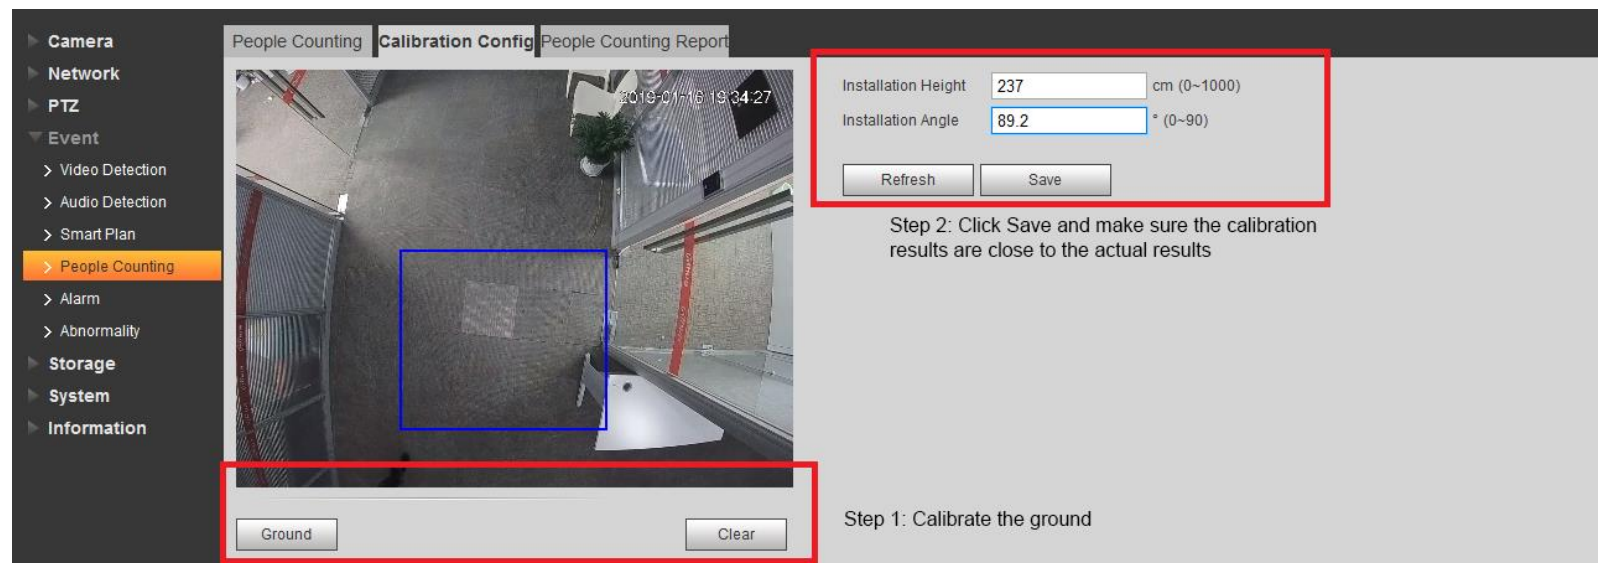 Camera
Network
PTZ
Event
Video Detection
Audio Detection
Smart Plan
People Counting
Alarm
Abnormality
Storage
System
Information
People Counting Calibration Config People Counting Report
2019-01-16 19:34:27
Installation Height 237 cm (0~1000)
Installation Angle 89.2 ° (0~90)
Refresh Save
Step 2: Click Save and make sure the calibration
results are close to the actual results
Ground Clear
Step 1: Calibrate the ground